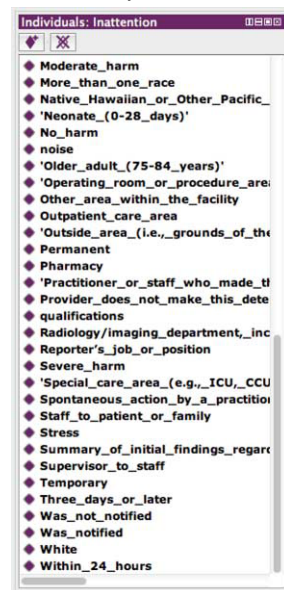 Individuals: Inattention
Moderate_harm
More_than_one_race
Native_Hawaiian_or_Other_Pacific_
'Neonate_(0-28_days)'
No_harm
noise
'Older_adult_(75-84_years)'
'Operating_room_or_procedure_area
Other_area_within_the_facility
Outpatient_care_area
'Outside_area_(i.e.,_grounds_of_the
Permanent
Pharmacy
'Practitioner_or_staff_who_made_th
Provider_does_not_make_this_dete
qualifications
Radiology/imaging_department,_inc
Reporter's_job_or_position
Severe_harm
'Special_care_area_(e.g.,_ICU,_CCU
Spontaneous_action_by_a_practition
Staff_to_patient_or_family
Stress
Summary_of_initial_findings_regard
Supervisor_to_staff
Temporary
Three_days_or_later
Was_not_notified
Was_notified
White
Within_24_hours